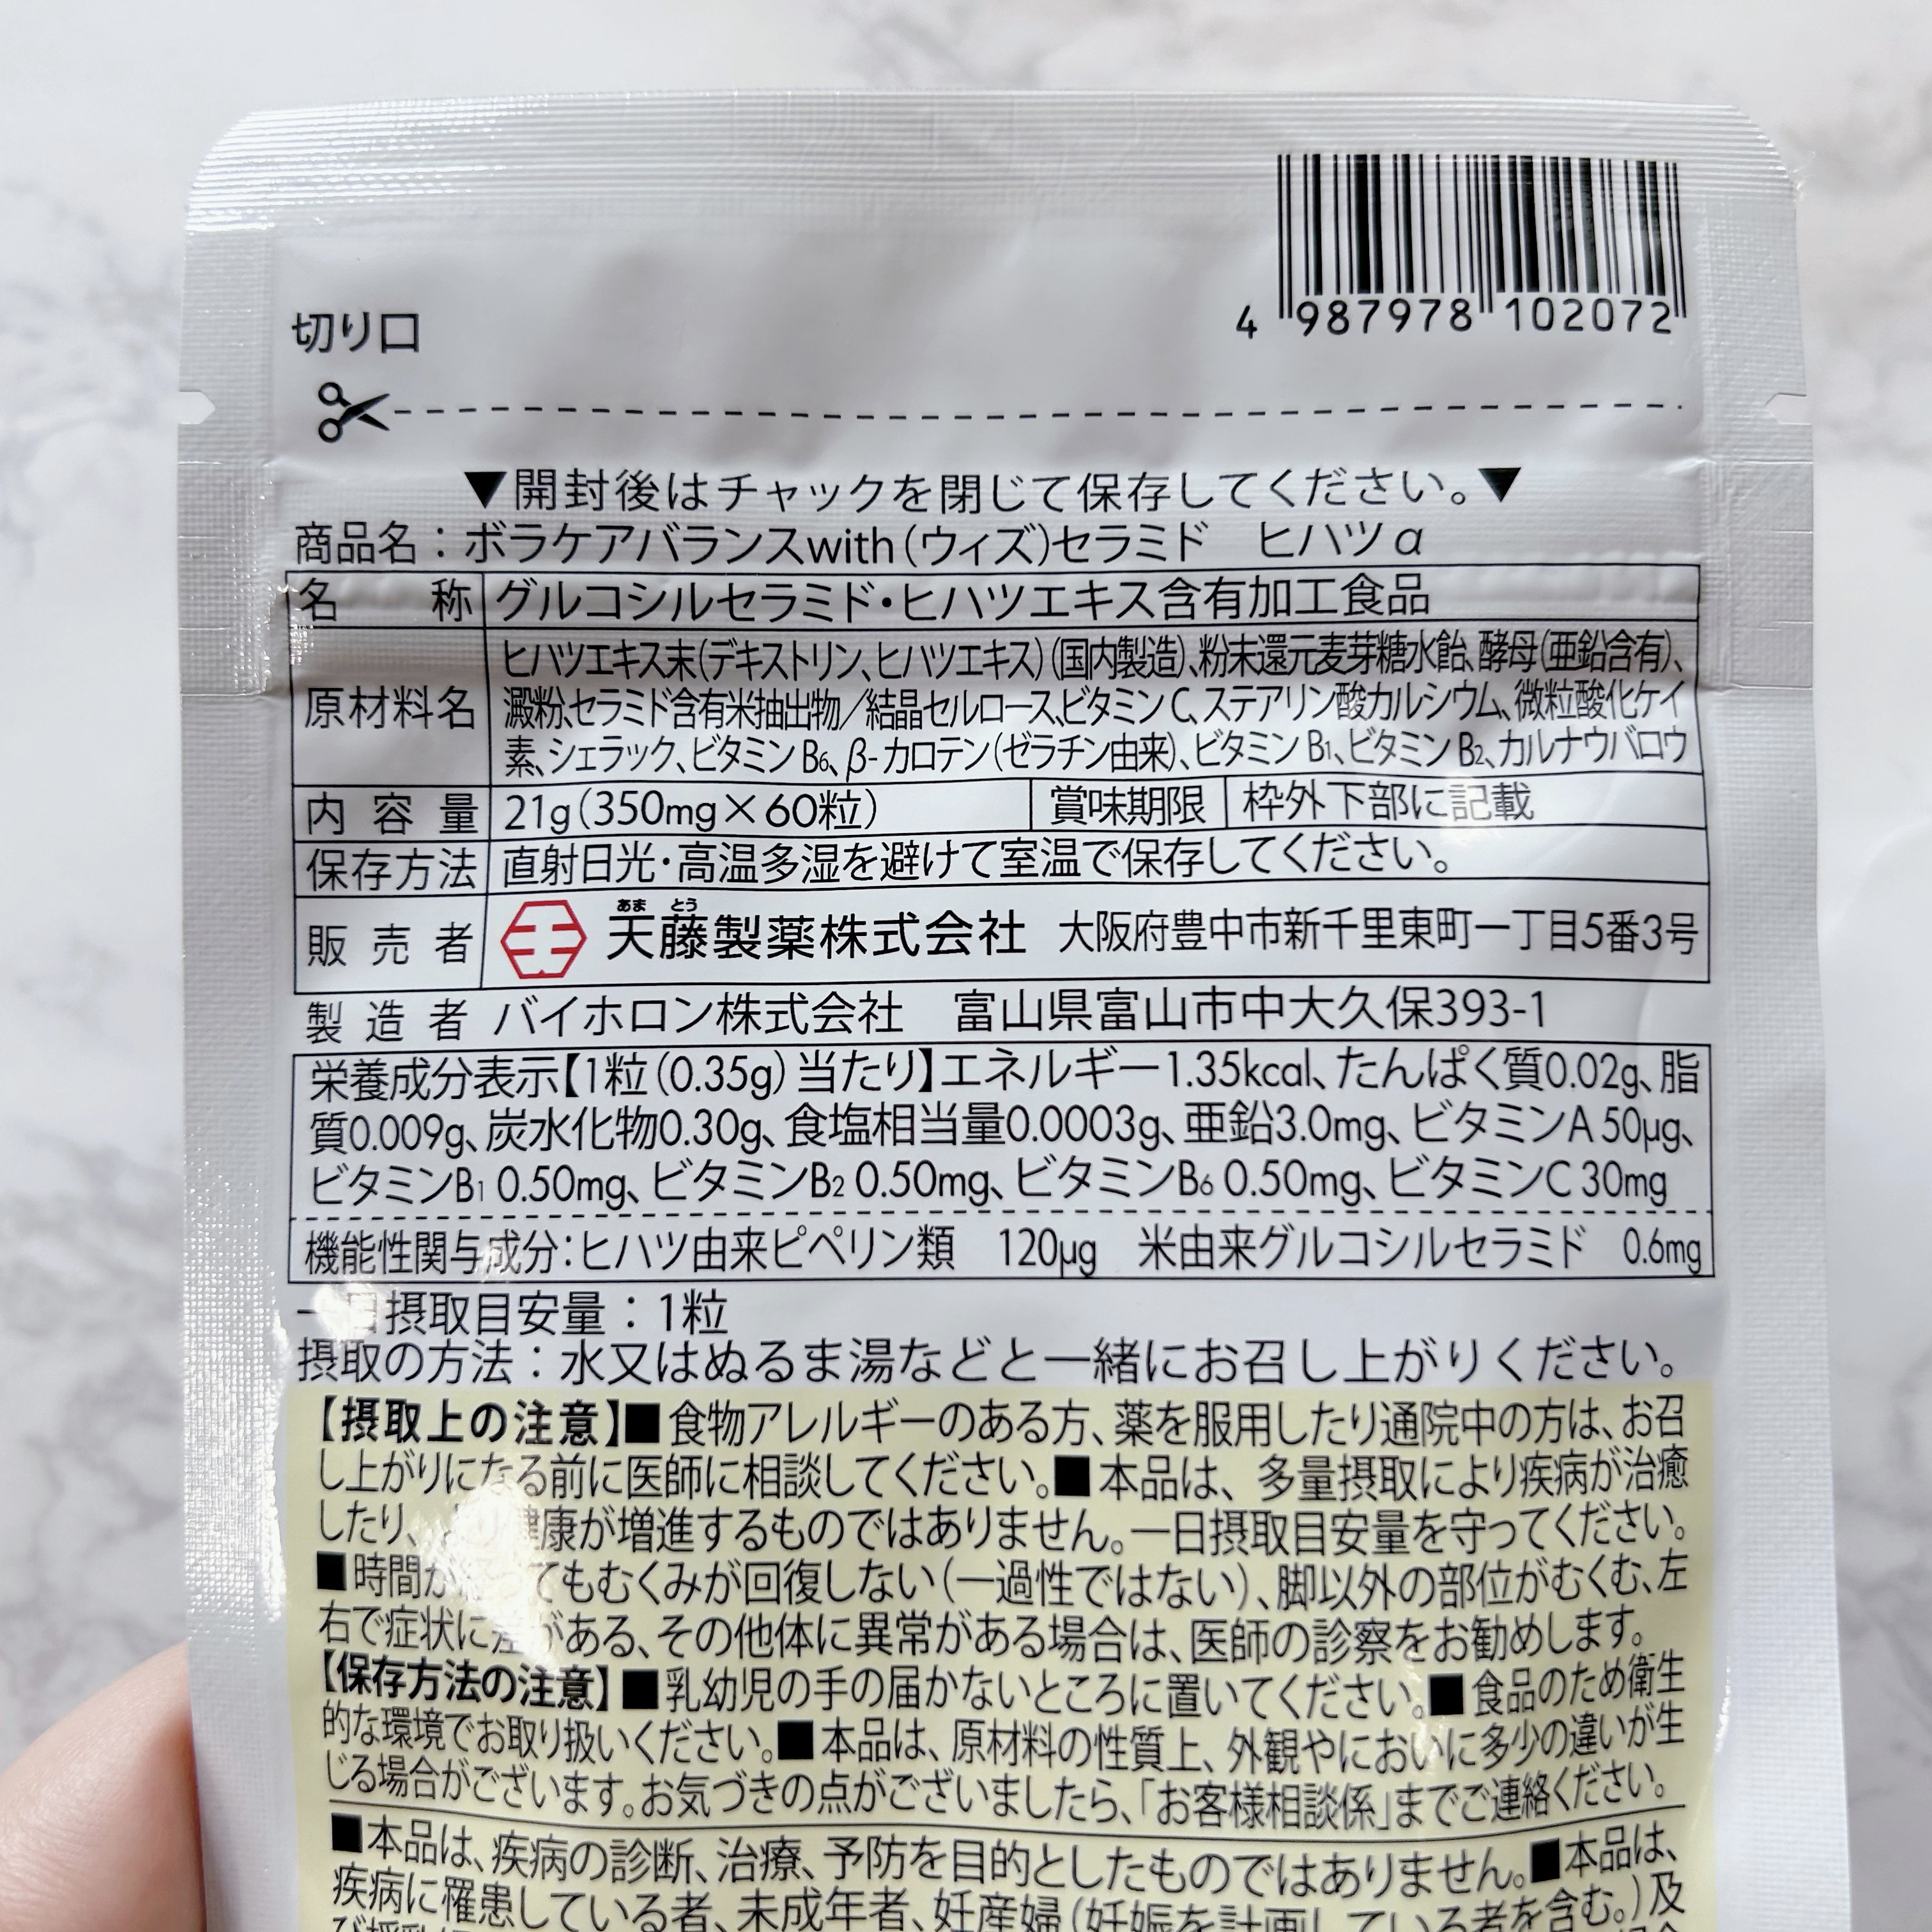 4 987978 102072
切り口
▼開封後はチャックを閉じて保存してください。▼
商品名：ボラケアバランスwith(ウィズ)セラミド ヒハツα
名称 グルコシルセラミド・ヒハツエキス含有加工食品
原材料名 ヒハツエキス末(デキストリン、ヒハツエキス)(国内製造)、粉末還元麦芽糖水飴、酵母(亜鉛含有)、
澱粉、セラミド含有米抽出物／結晶セルロース、ビタミンC、ステアリン酸カルシウム、微粒酸化ケイ
素、シェラック、ビタミンB6、β-カロテン(ゼラチン由来)、ビタミンB1、ビタミンB2、カルナウバロウ
内容量 21g(350mg×60粒) 賞味期限 枠外下部に記載
保存方法 直射日光・高温多湿を避けて室温で保存してください。
あま とう
販売者 天藤製薬株式会社 大阪府豊中市新千里東町一丁目5番3号
製造者 バイホロン株式会社 富山県富山市中大久保393-1
栄養成分表示【1粒(0.35g)当たり】エネルギー1.35kcal、たんぱく質0.02g、脂
質0.009g、炭水化物0.30g、食塩相当量0.0003g、亜鉛3.0mg、ビタミンA 50μg、
ビタミンB1 0.50mg、ビタミンB2 0.50mg、ビタミンB6 0.50mg、ビタミンC 30mg
機能性関与成分：ヒハツ由来ピペリン類 120μg 米由来グルコシルセラミド 0.6mg
一日摂取目安量：1粒
摂取の方法：水又はぬるま湯などと一緒にお召し上がりください。
【摂取上の注意】■食物アレルギーのある方、薬を服用したり通院中の方は、お召
し上がりになる前に医師に相談してください。■本品は、多量摂取により疾病が治癒
したり、健康が増進するものではありません。一日摂取目安量を守ってください。
■時間がてもむくみが回復しない(一過性ではない)、脚以外の部位がむくむ、左
右で症状に差がある、その他体に異常がある場合は、医師の診察をお勧めします。
【保存方法の注意】■乳幼児の手の届かないところに置いてください。■食品のため衛生
的な環境でお取り扱いください。■本品は、原材料の性質上、外観やにおいに多少の違いが生
じる場合がございます。お気づきの点がございましたら、「お客様相談係」までご連絡ください。
■本品は、疾病の診断、治療、予防を目的としたものではありません。■本品は、
疾病に罹患している者、未成年者、妊産婦(妊娠を計画している者を含む。)及